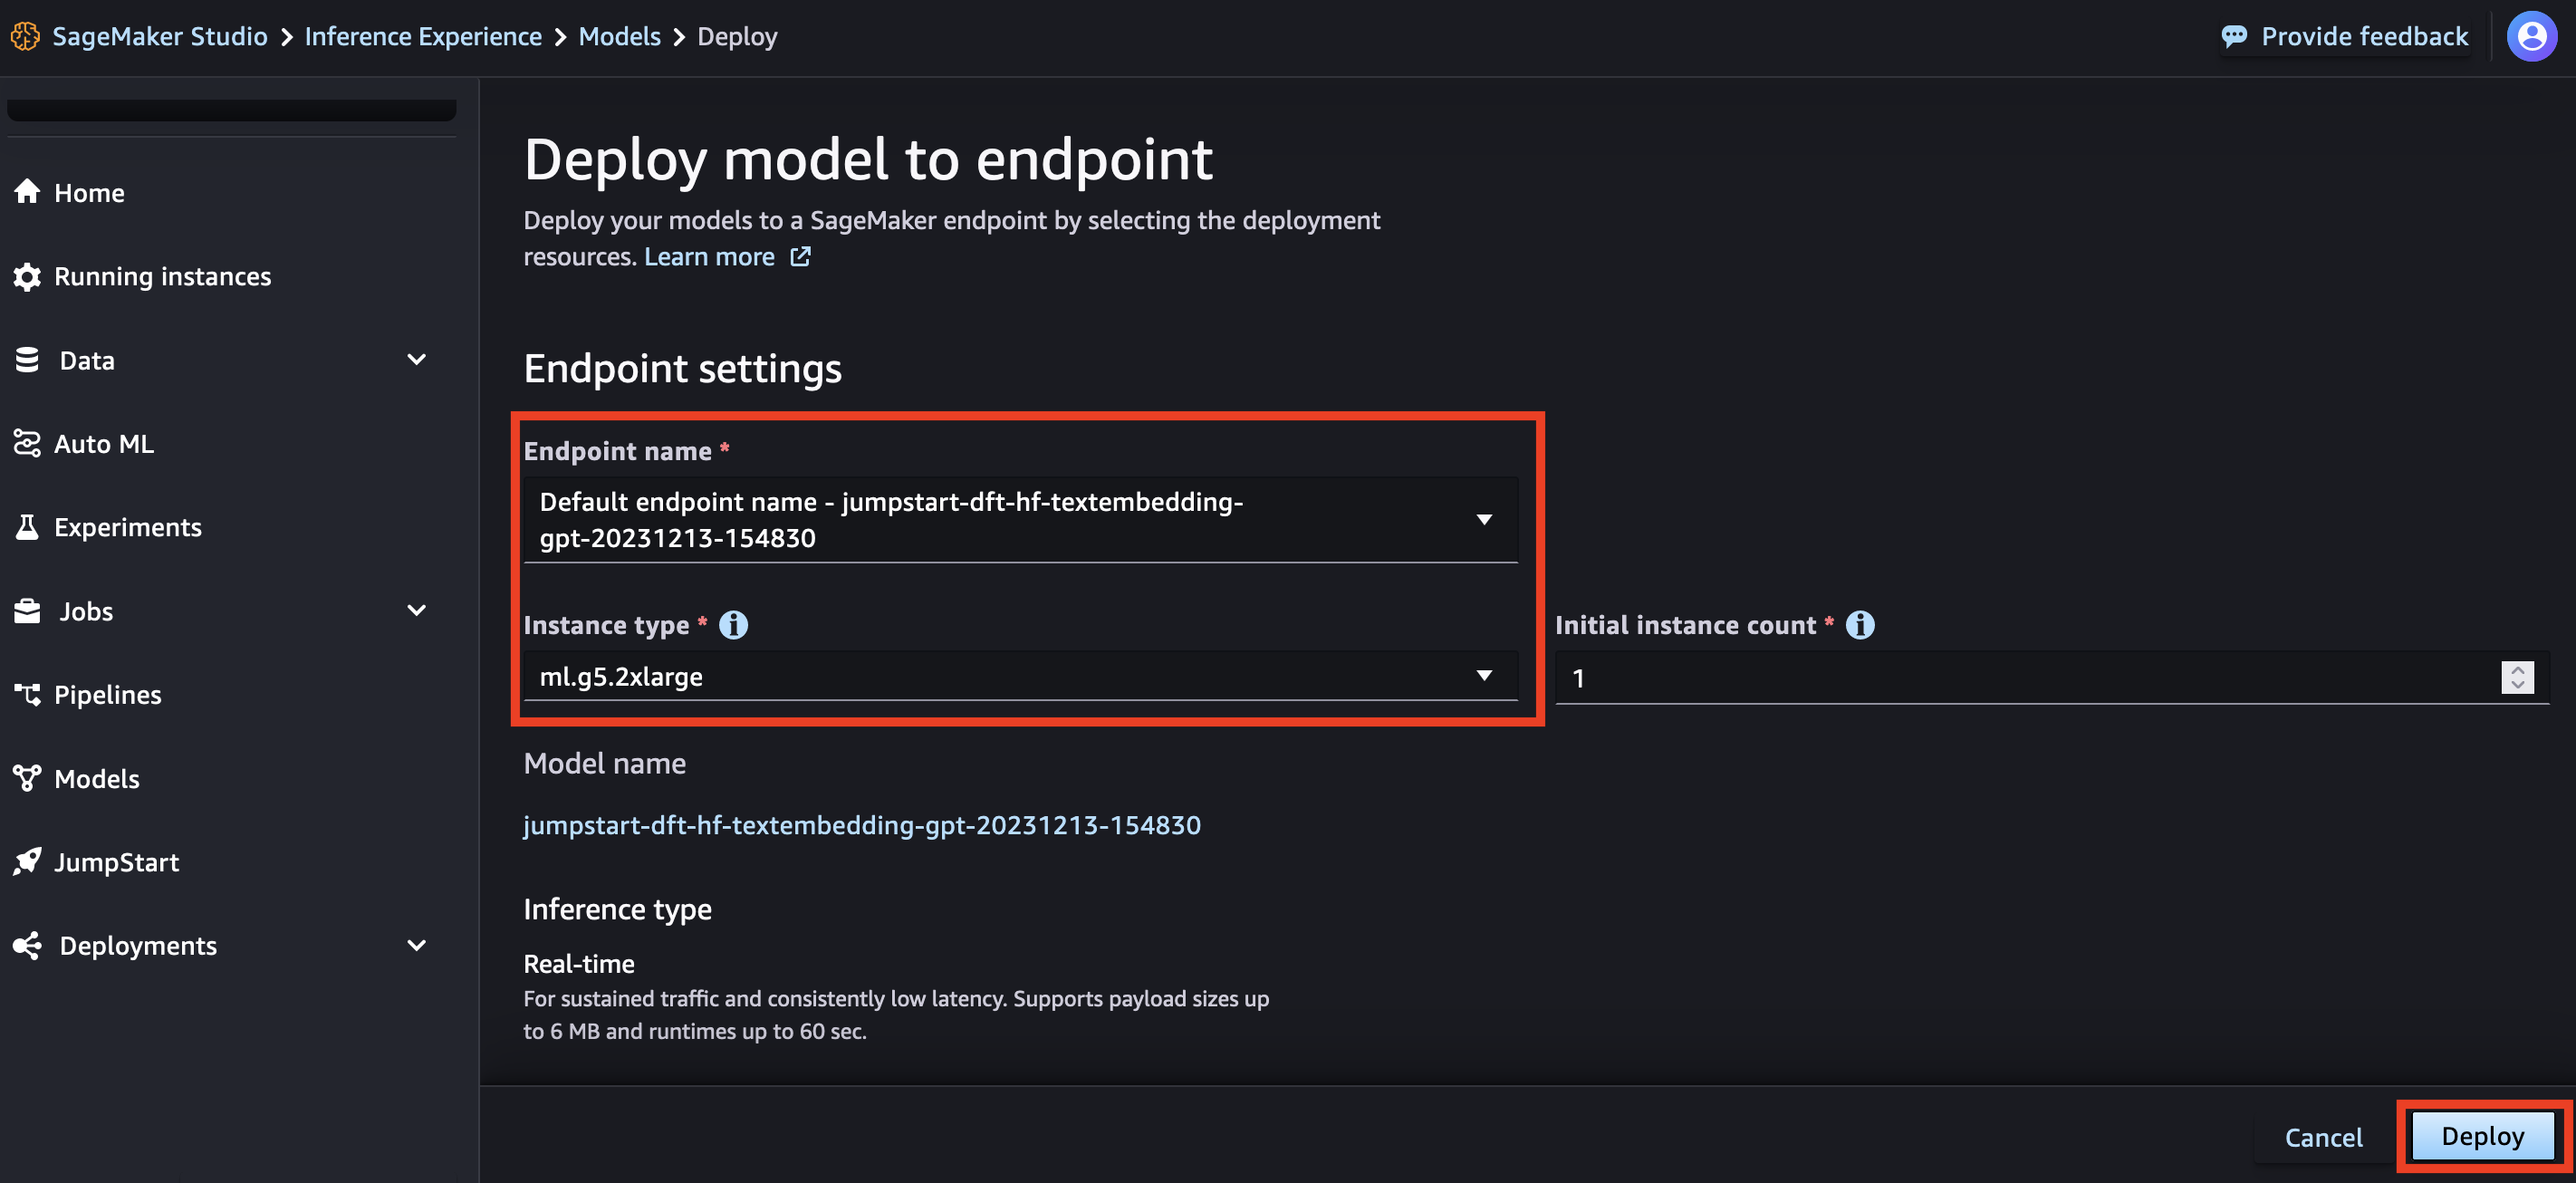 SageMaker Studio > Inference Experience > Models > Deploy
Provide feedback
Home
Running instances
Data
Auto ML
Experiments
Jobs
Pipelines
Models
JumpStart
Deployments
Deploy model to endpoint
Deploy your models to a SageMaker endpoint by selecting the deployment
resources. Learn more
Endpoint settings
Endpoint name *
Default endpoint name - jumpstart-dft-hf-textembedding-
gpt-20231213-154830
Instance type *
ml.g5.2xlarge
Initial instance count *
1
Model name
jumpstart-dft-hf-textembedding-gpt-20231213-154830
Inference type
Real-time
For sustained traffic and consistently low latency. Supports payload sizes up
to 6 MB and runtimes up to 60 sec.
Cancel
Deploy